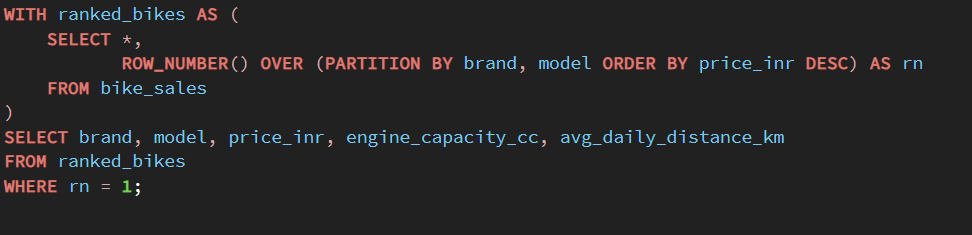 WITH ranked_bikes AS (
    SELECT *,
           ROW_NUMBER() OVER (PARTITION BY brand, model ORDER BY price_inr DESC) AS rn
    FROM bike_sales
)
SELECT brand, model, price_inr, engine_capacity_cc, avg_daily_distance_km
FROM ranked_bikes
WHERE rn = 1;